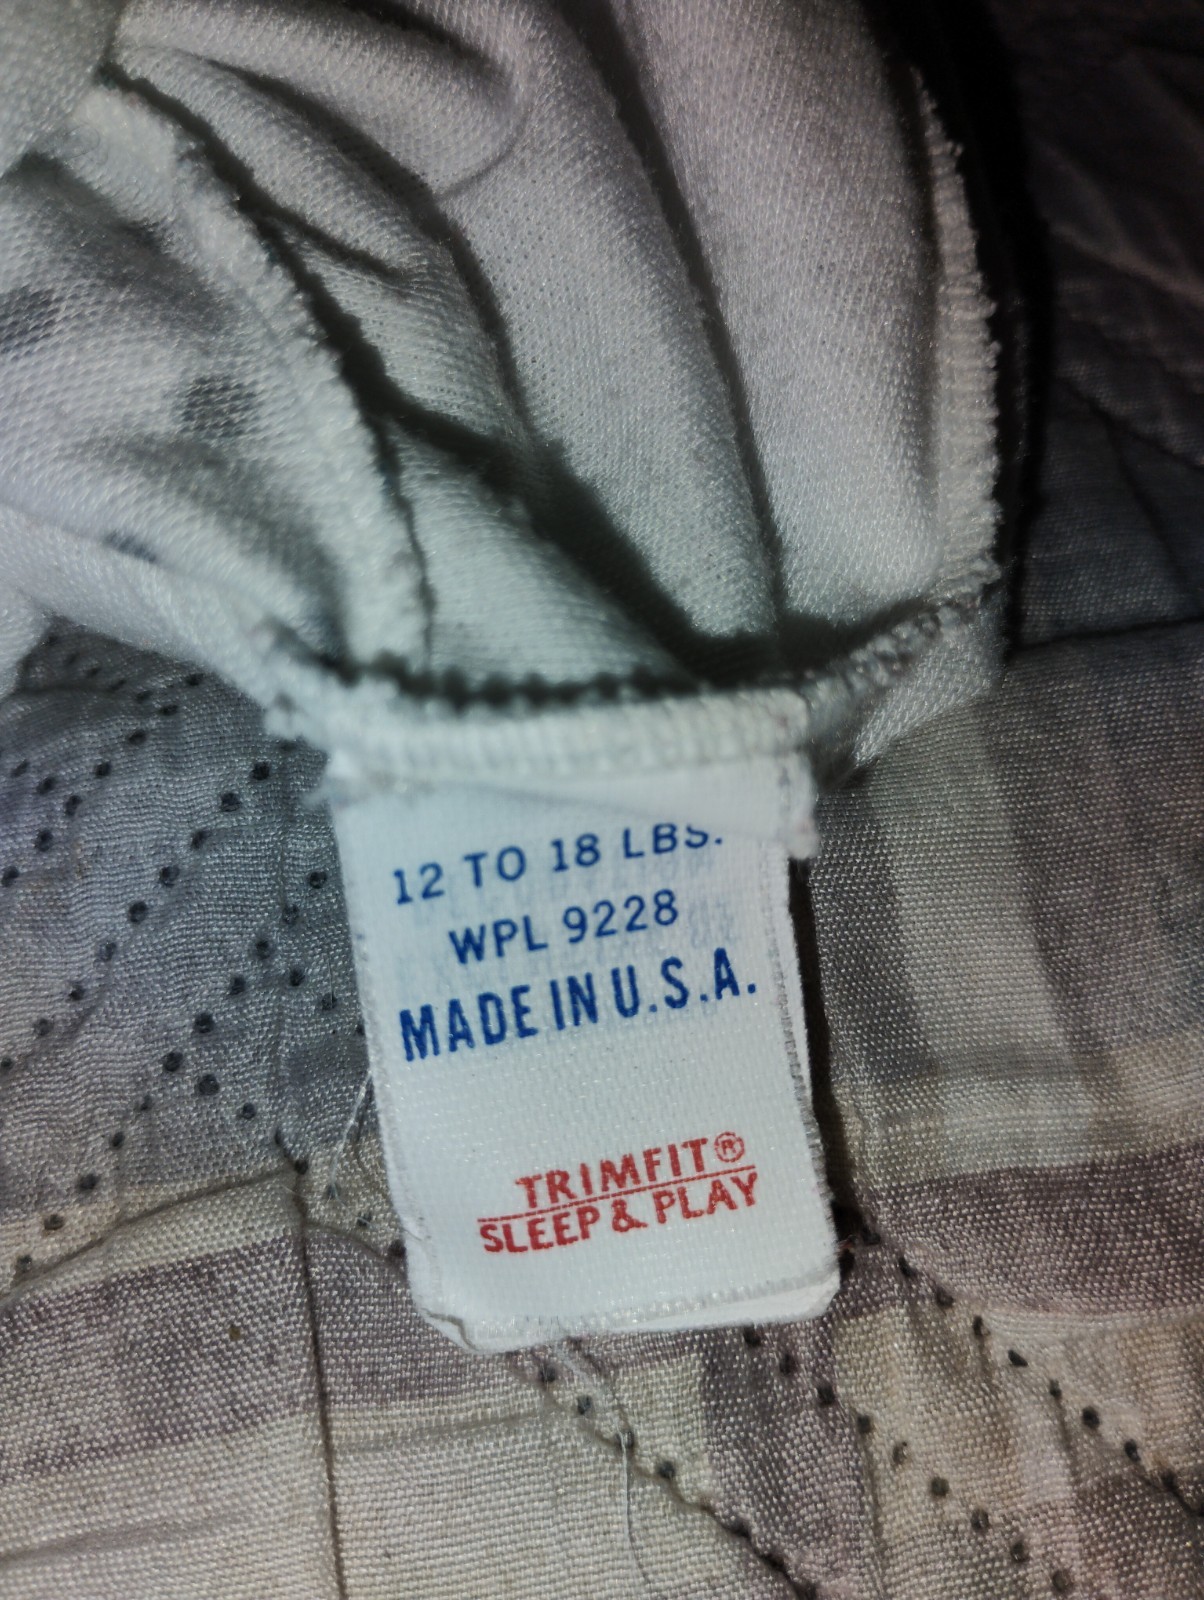 12 TO 18 LBS.
WPL 9228
MADE IN U.S.A.
TRIMFIT®
SLEEP & PLAY